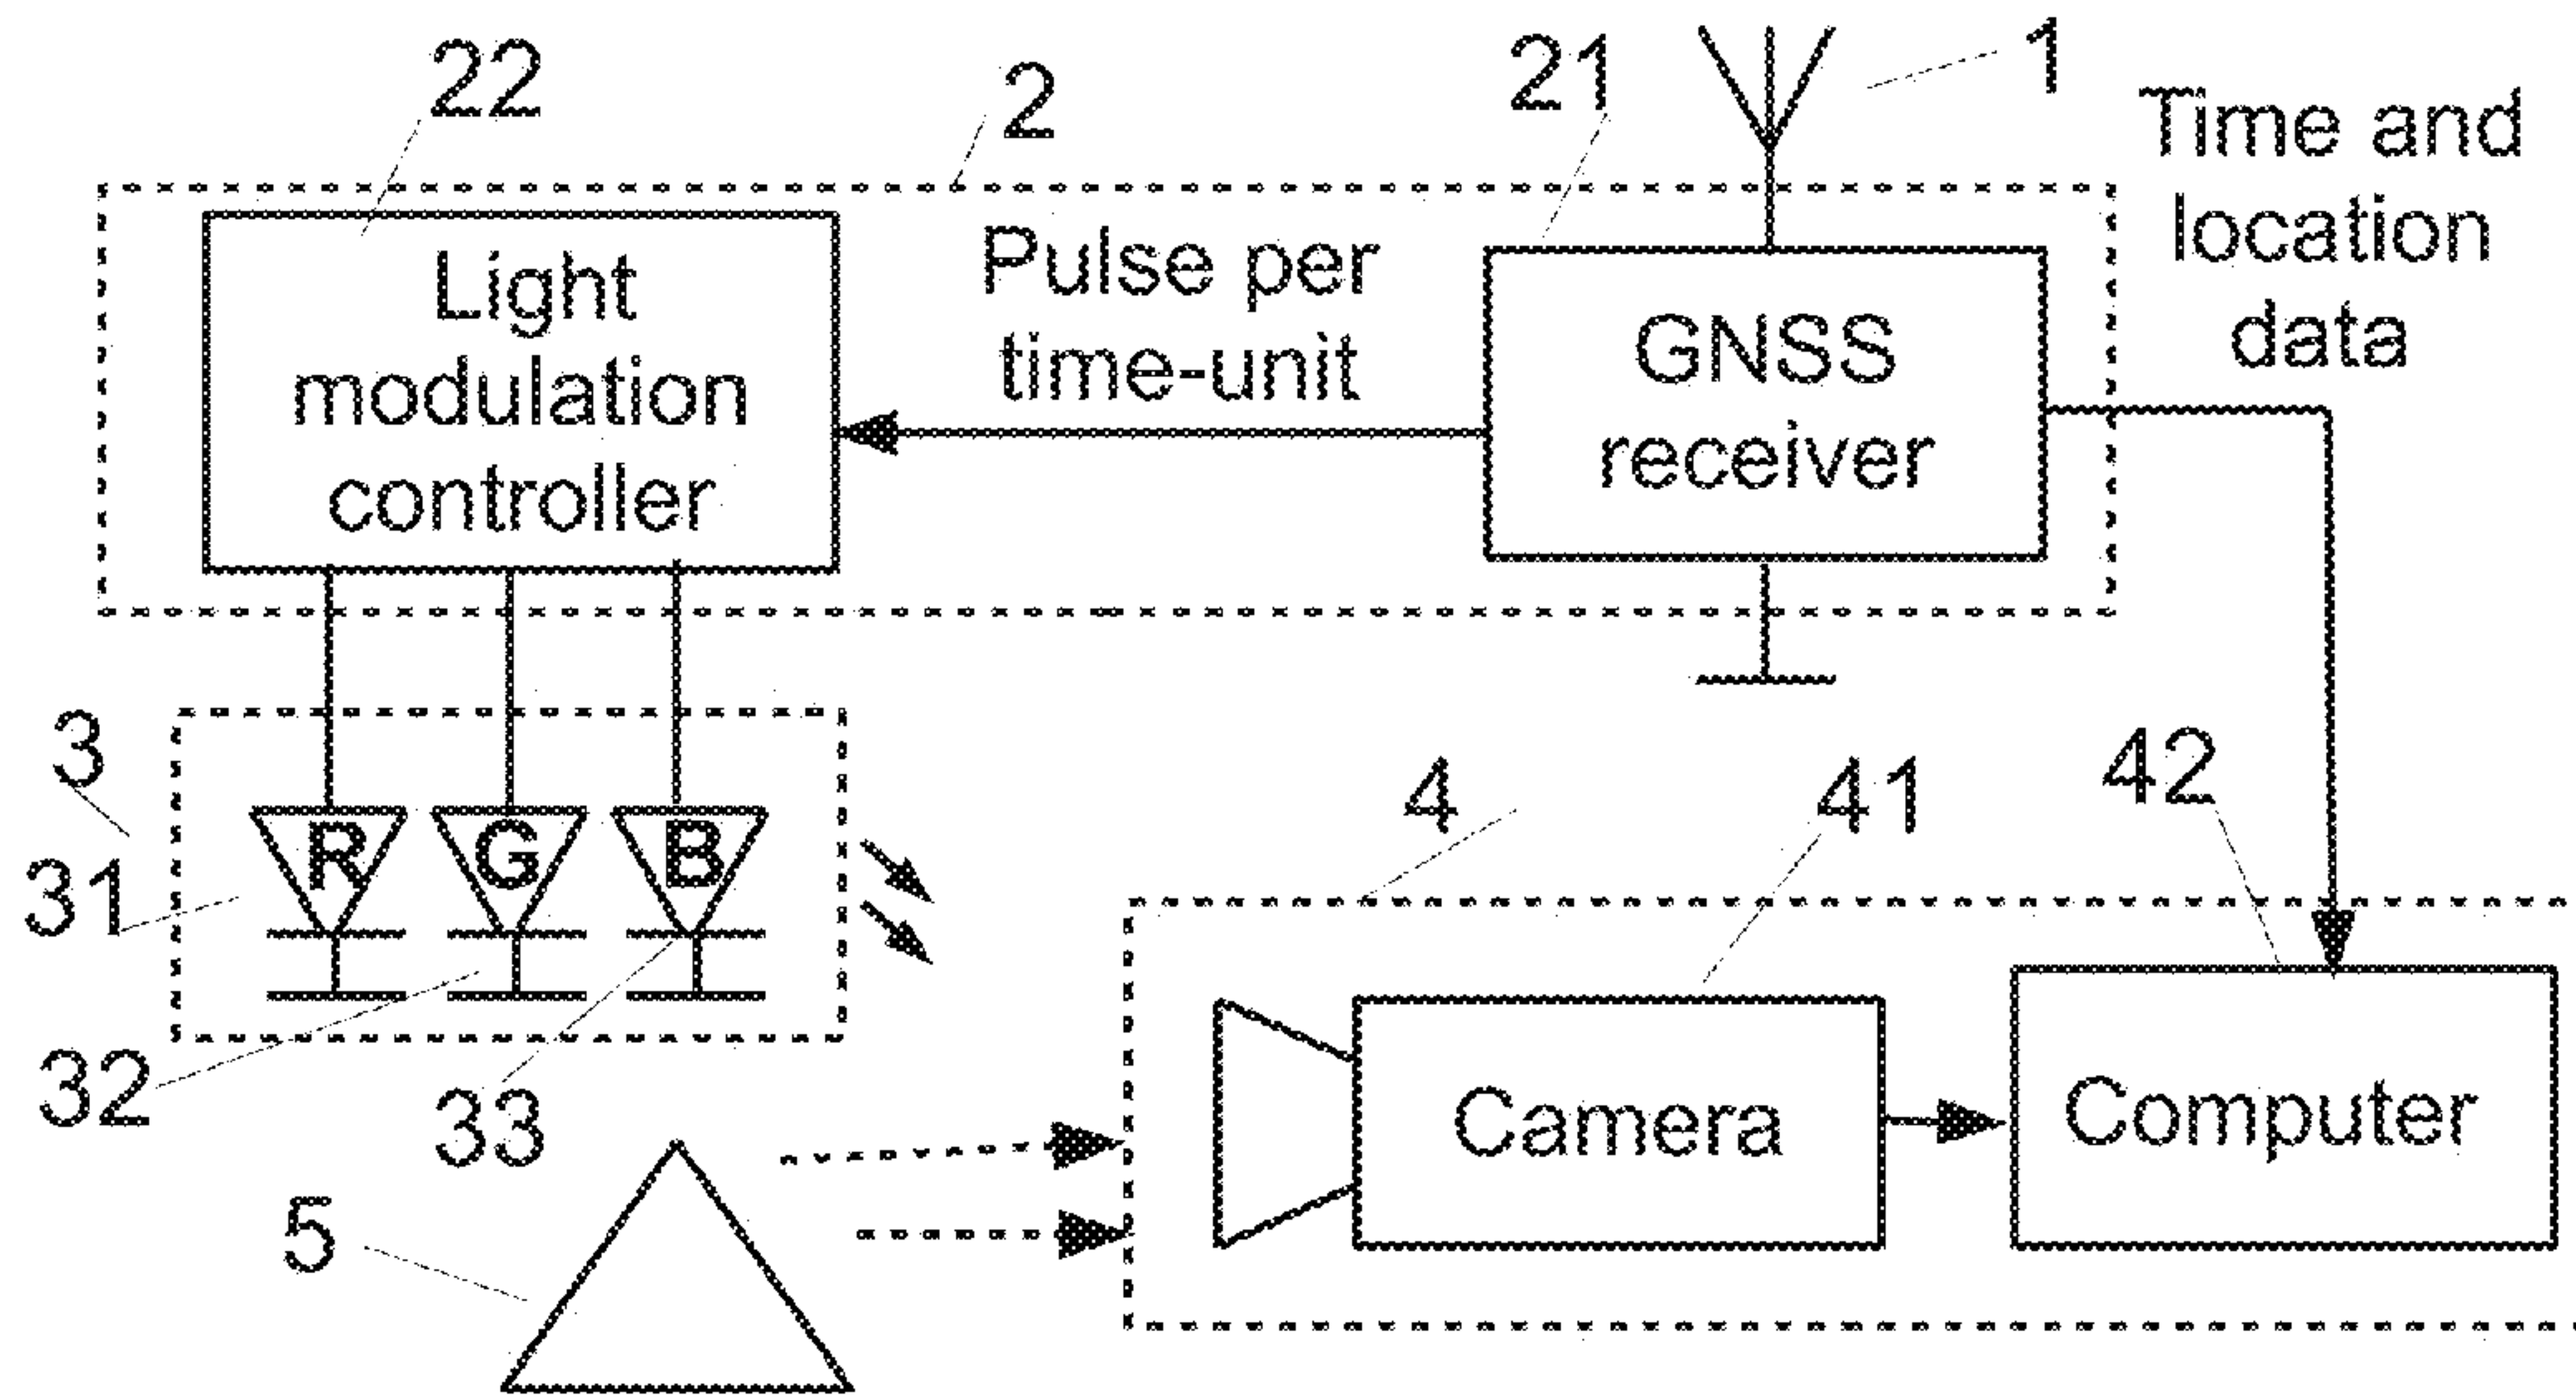 22
2
21
1
Time and
location
data
Light
modulation
controller
Pulse per
time-unit
GNSS
receiver
3
31
R G B
32
33
4
41
42
Camera
Computer
5